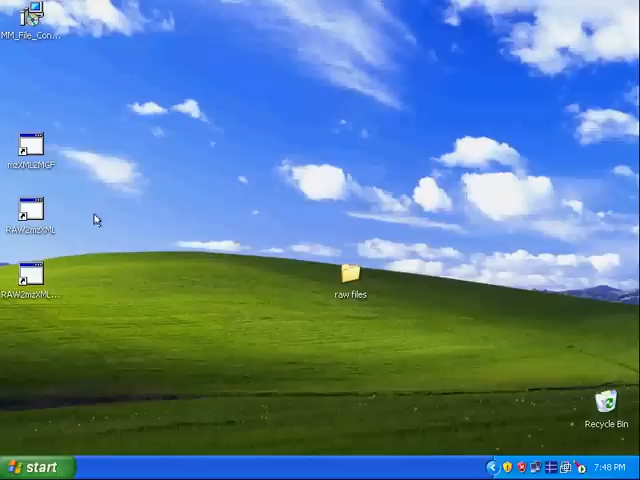 MM_File_Con...
mzXML2MGF
RAW2mzXML
RAW2mzXML...
raw files
Recycle Bin
start
7:48 PM